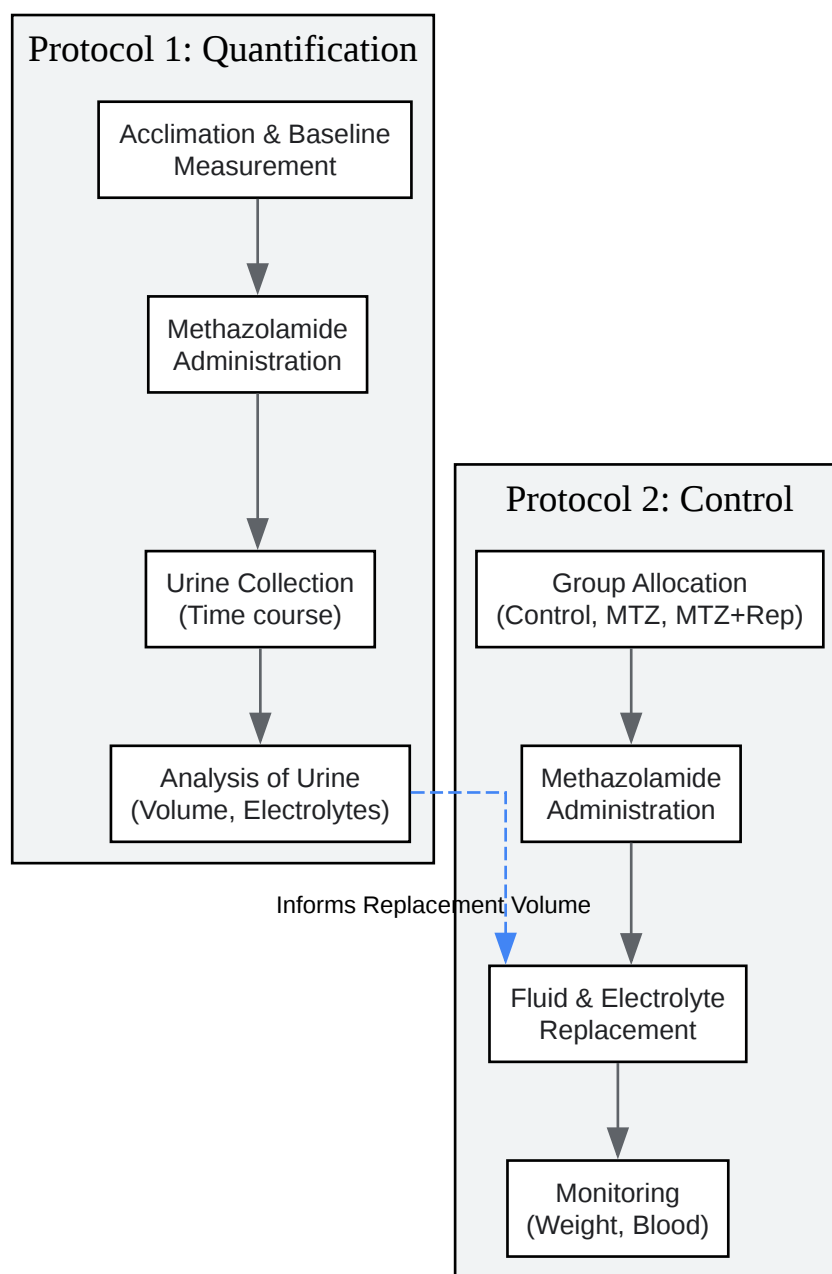 Protocol 1: Quantification
Acclimation & Baseline
Measurement
Methazolamide
Administration
Urine Collection
(Time course)
Analysis of Urine
(Volume, Electrolytes)
Informs Replacement Volume
Protocol 2: Control
Group Allocation
(Control, MTZ, MTZ+Rep)
Methazolamide
Administration
Fluid & Electrolyte
Replacement
Monitoring
(Weight, Blood)